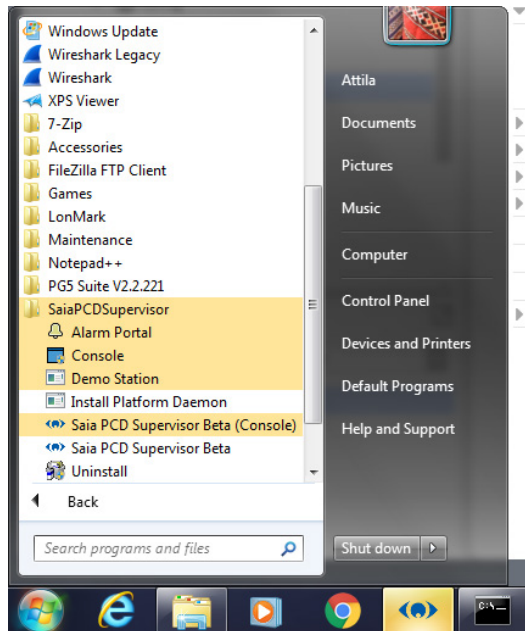 Windows Update
Wireshark Legacy
Wireshark
XPS Viewer
7-Zip
Accessories
FileZilla FTP Client
Games
LonMark
Maintenance
Notepad++
PG5 Suite V2.2.221
SaiaPCDSupervisor
Alarm Portal
Console
Demo Station
Install Platform Daemon
Saia PCD Supervisor Beta (Console)
Saia PCD Supervisor Beta
Uninstall
Back
Search programs and files
Attila
Documents
Pictures
Music
Computer
Control Panel
Devices and Printers
Default Programs
Help and Support
Shut down
C:\_